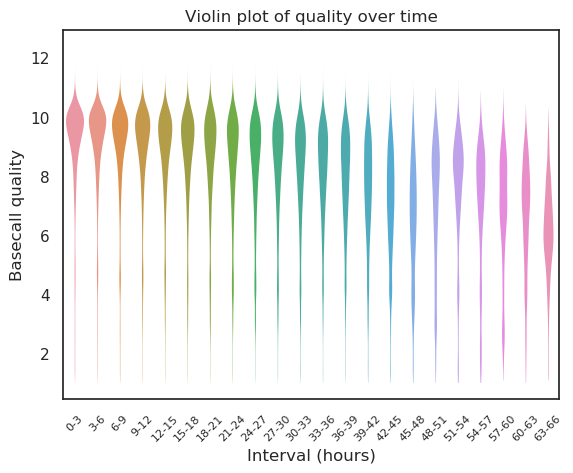 Violin plot of quality over time
12
10
8
6
4
2
Basecall quality
0-3 3-6 6-9 9-12 12-15 15-18 18-21 21-24 24-27 27-30 30-33 33-36 36-39 39-42 42-45 45-48 48-51 51-54 54-57 57-60 60-63 63-66
Interval (hours)